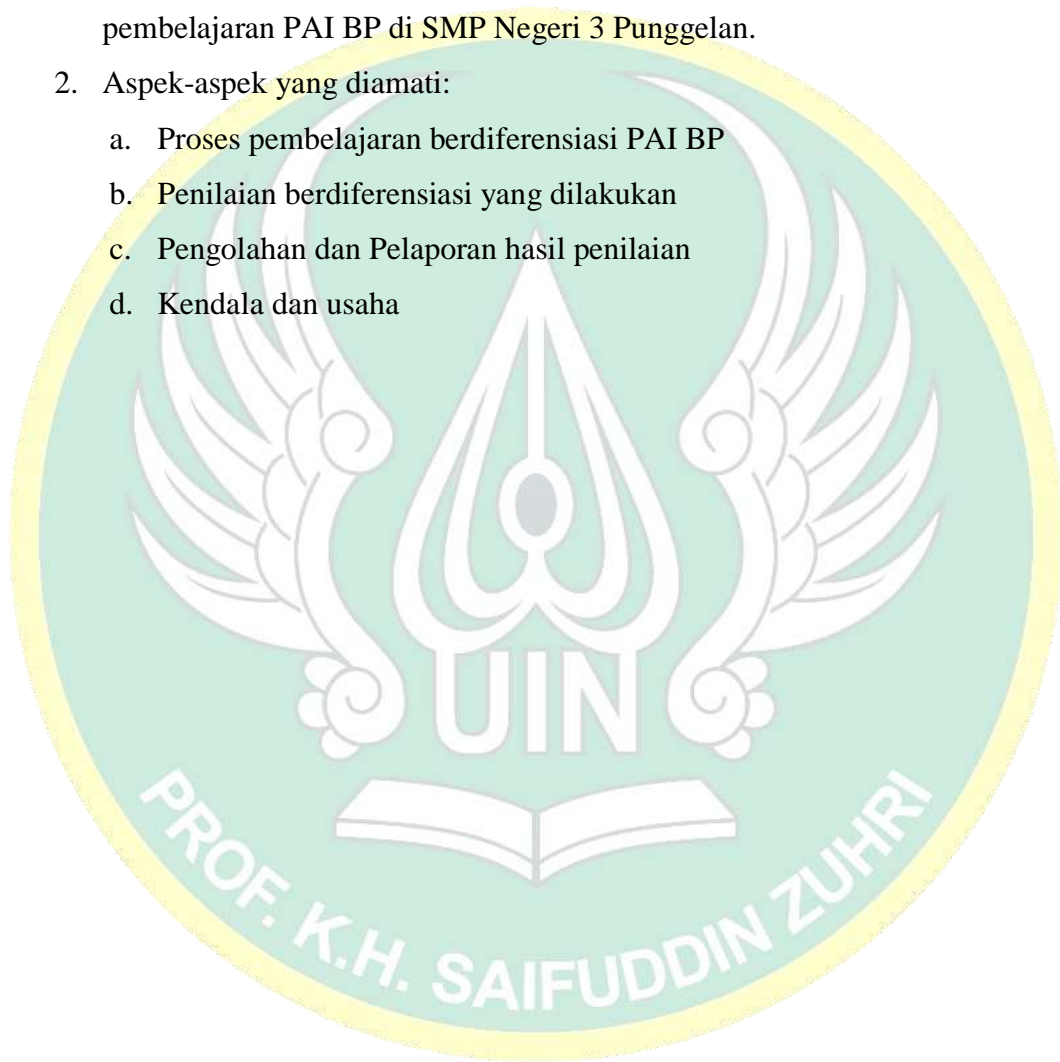 pembelajaran PAI BP di SMP Negeri 3 Punggelan.
2. Aspek-aspek yang diamati:
a. Proses pembelajaran berdiferensiasi PAI BP
b. Penilaian berdiferensiasi yang dilakukan
c. Pengolahan dan Pelaporan hasil penilaian
d. Kendala dan usaha
UIN
PROF. K.H. SAIFUDDIN ZUHRI